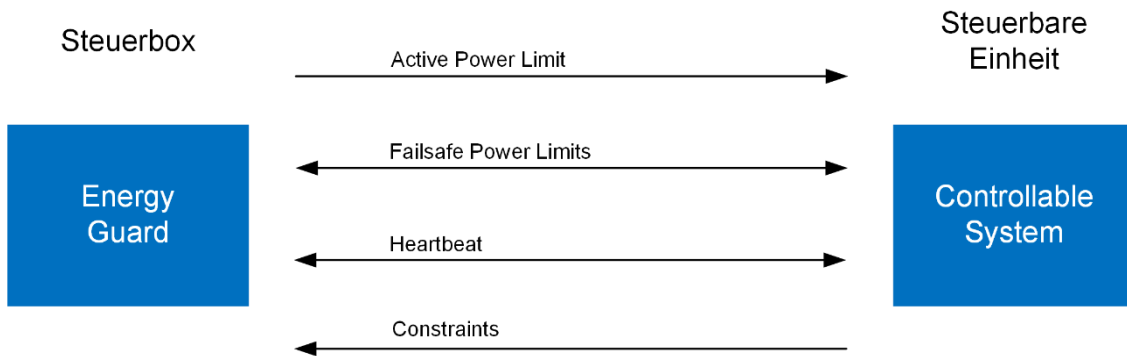 Steuerbox
Steuerbare
Einheit
Active Power Limit
Failsafe Power Limits
Energy
Guard
Controllable
System
Heartbeat
Constraints